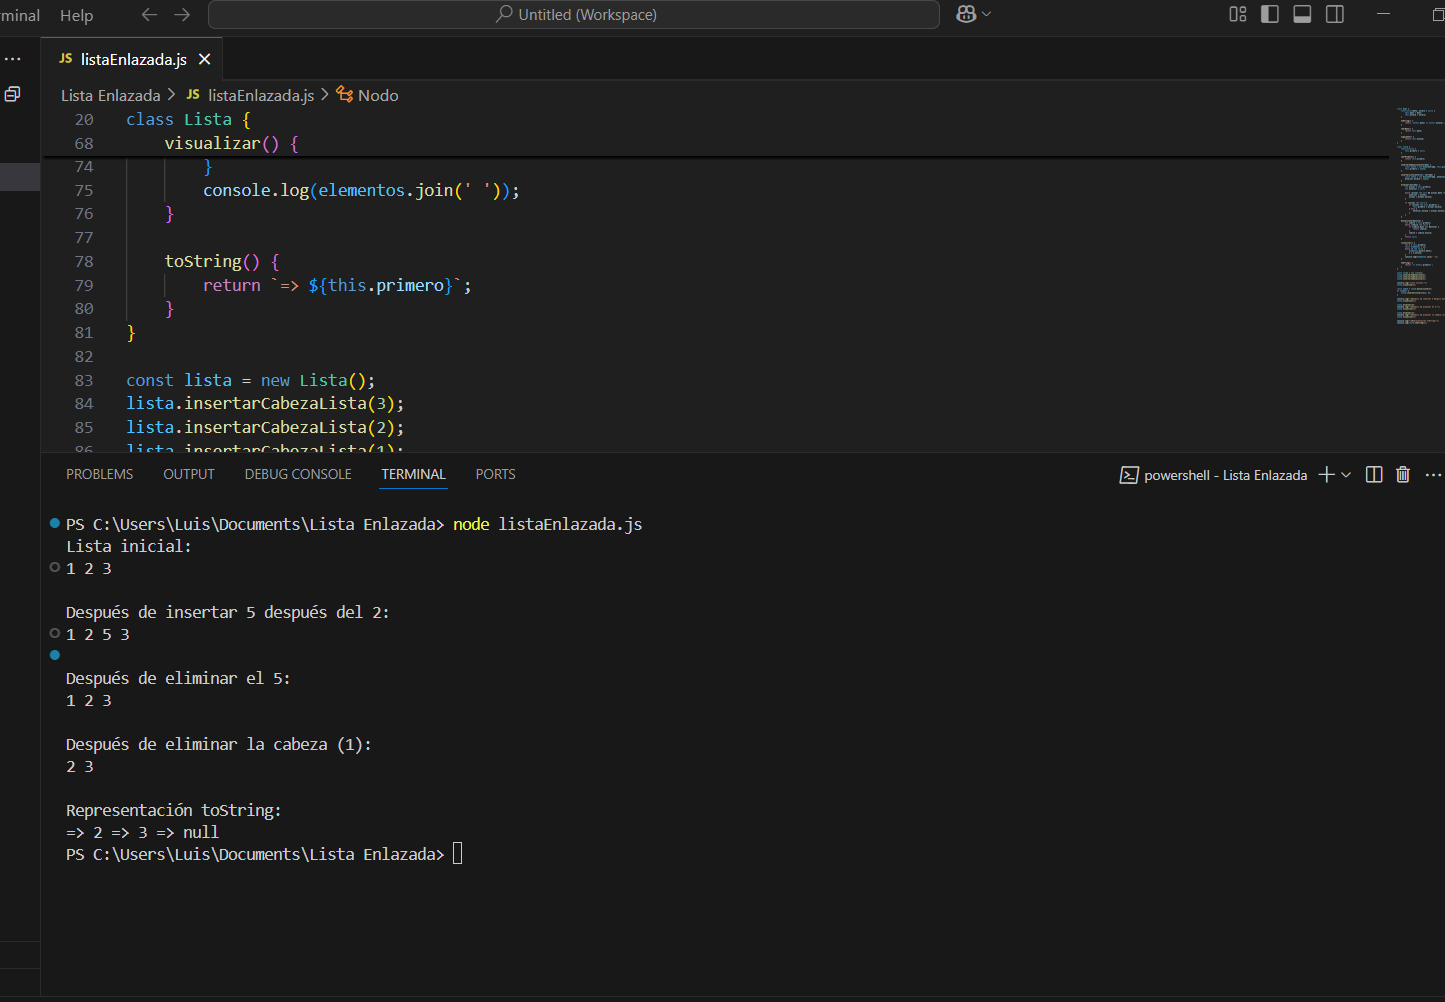 rminal Help Untitled (Workspace)
JS listaEnlazada.js
Lista Enlazada > JS listaEnlazada.js > Nodo
20 class Lista {
68 visualizar() {
74 }
75 console.log(elementos.join(' '));
76 }
77
78 toString() {
79 return `=> ${this.primero}`;
80 }
81 }
82
83 const lista = new Lista();
84 lista.insertarCabezaLista(3);
85 lista.insertarCabezaLista(2);
86 lista.insertarCabezaLista(1);
PROBLEMS OUTPUT DEBUG CONSOLE TERMINAL PORTS powershell - Lista Enlazada
PS C:\Users\Luis\Documents\Lista Enlazada> node listaEnlazada.js
Lista inicial:
1 2 3
Después de insertar 5 después del 2:
1 2 5 3
Después de eliminar el 5:
1 2 3
Después de eliminar la cabeza (1):
2 3
Representación toString:
=> 2 => 3 => null
PS C:\Users\Luis\Documents\Lista Enlazada>